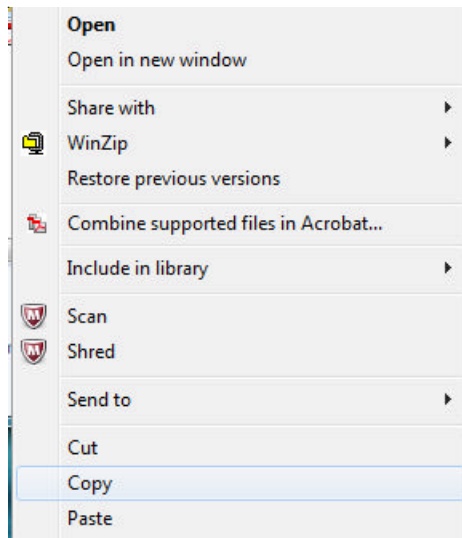 Open
Open in new window
Share with
WinZip
Restore previous versions
Combine supported files in Acrobat...
Include in library
Scan
Shred
Send to
Cut
Copy
Paste